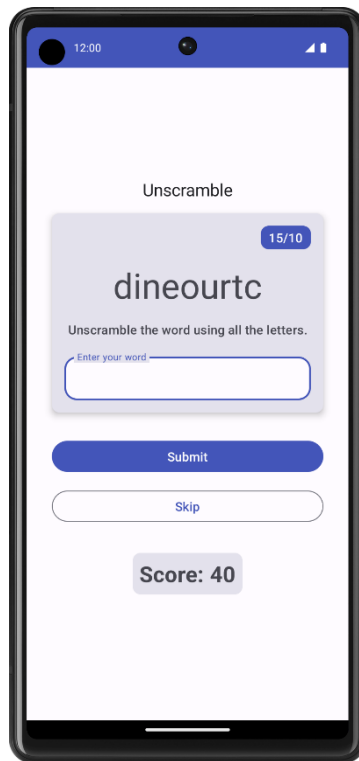 12:00
Unscramble
15/10
dineourtc
Unscramble the word using all the letters.
Enter your word
Submit
Skip
Score: 40